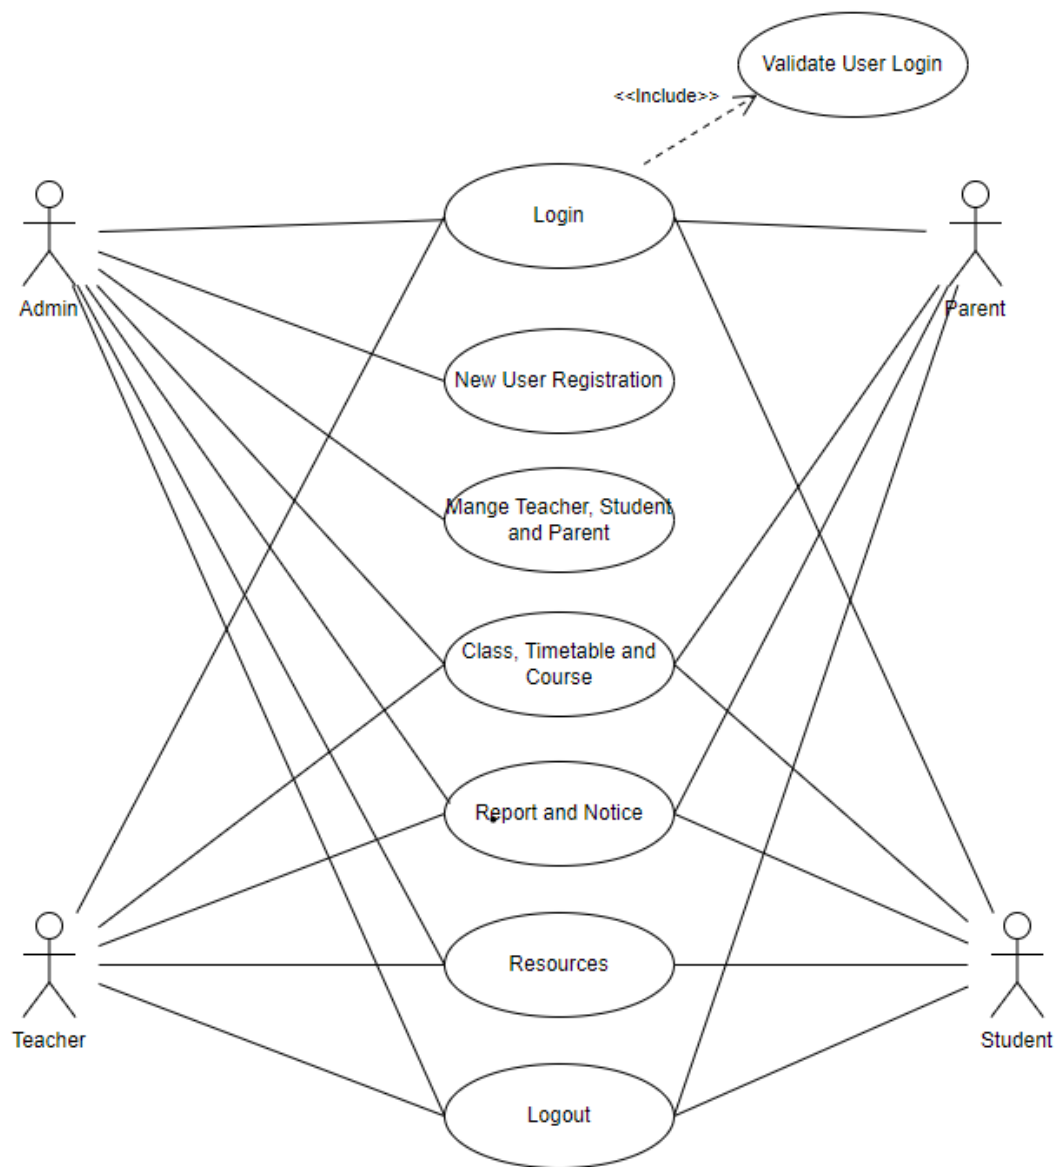 Validate User Login
<<Include>>
Login
Admin
Parent
New User Registration
Mange Teacher, Student
and Parent
Class, Timetable and
Course
Report and Notice
Resources
Teacher
Student
Logout